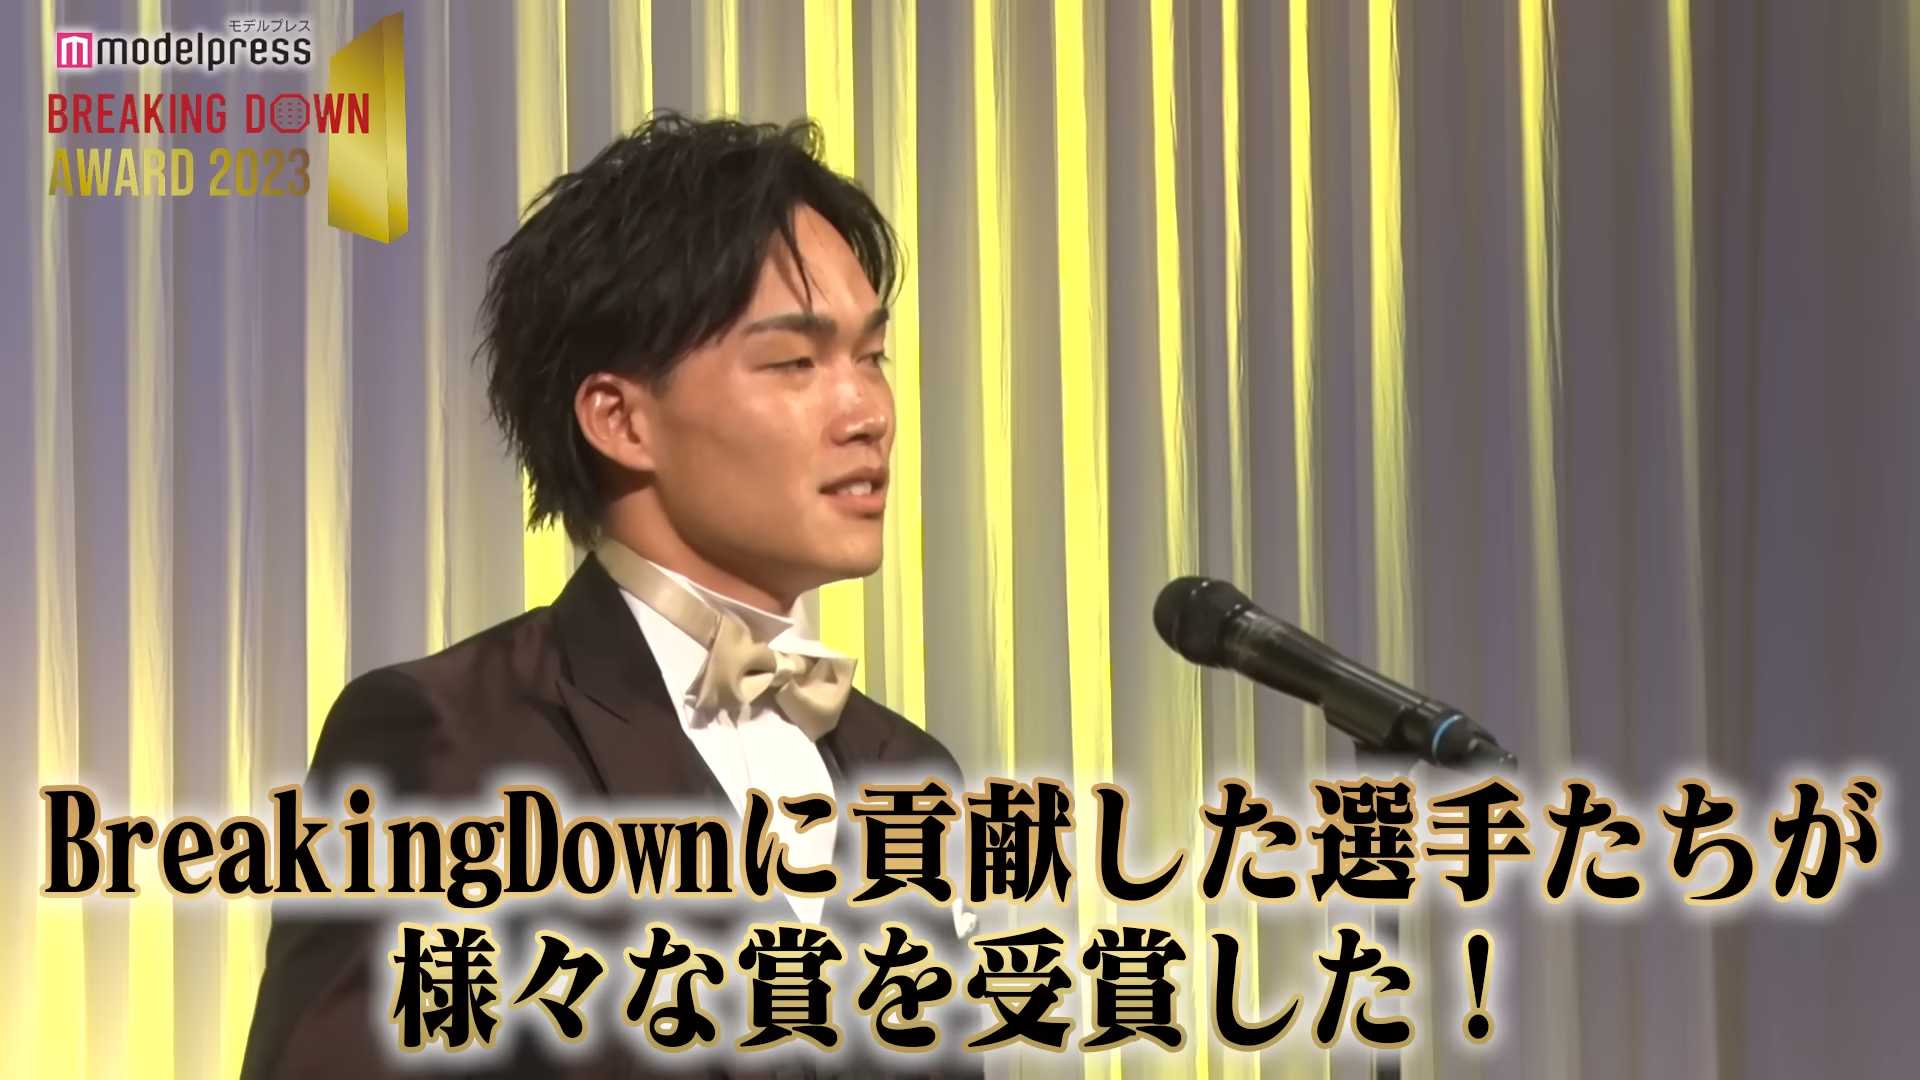 モデルプレス
modelpress
BREAKING DOWN
AWARD 2023
BreakingDownに貢献した選手たちが
様々な賞を受賞した！